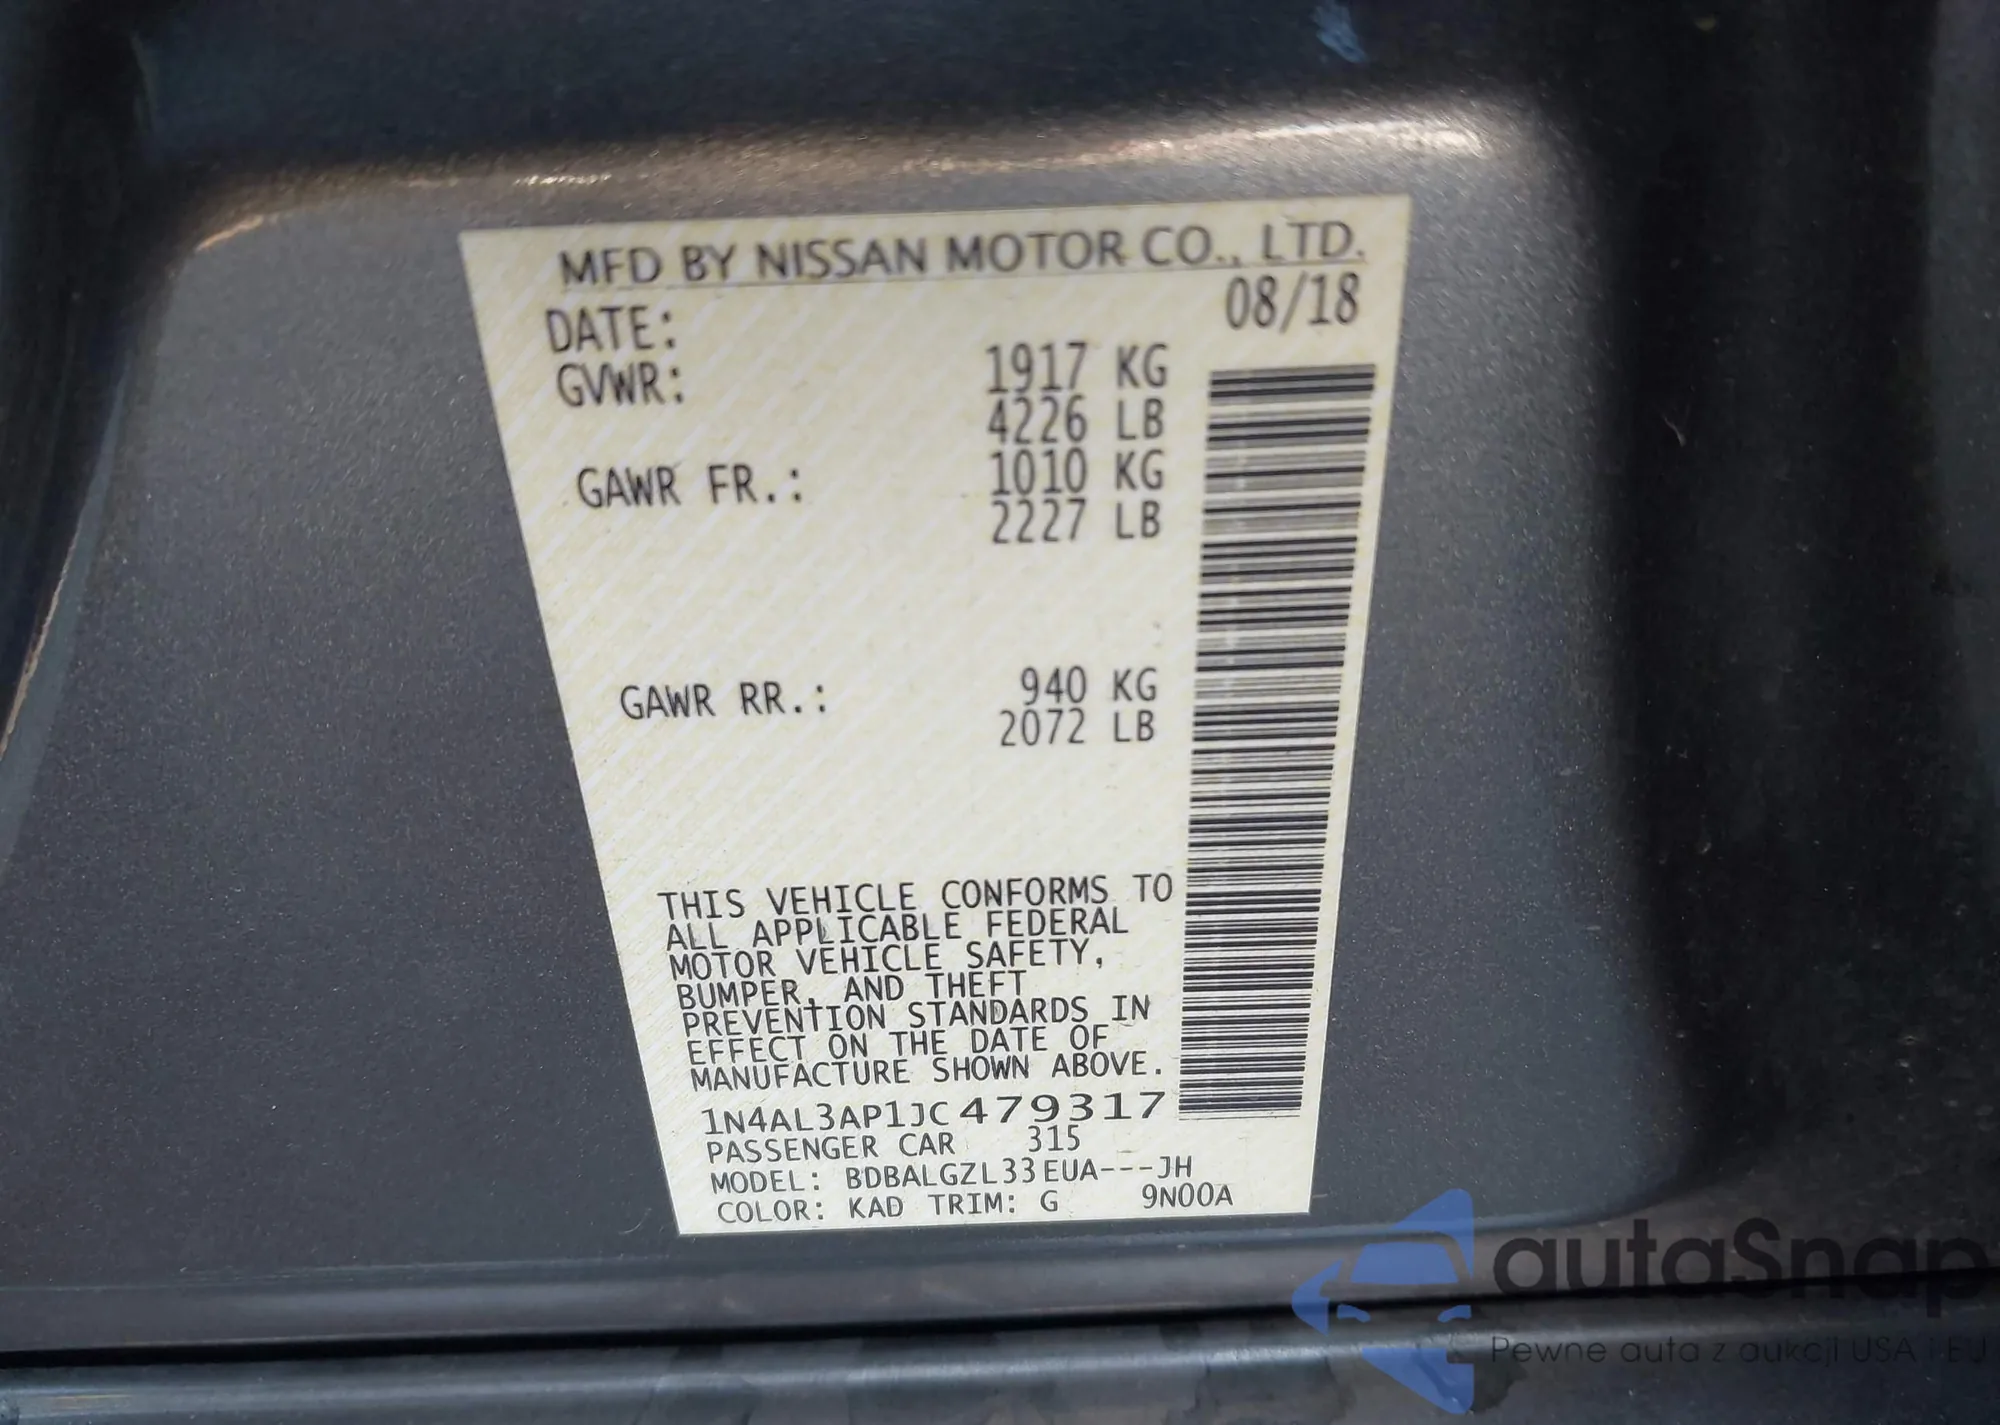 MFD BY NISSAN MOTOR CO., LTD.
DATE: 08/18
GVWR: 1917 KG
4226 LB
GAWR FR.: 1010 KG
2227 LB
GAWR RR.: 940 KG
2072 LB
THIS VEHICLE CONFORMS TO
ALL APPLICABLE FEDERAL
MOTOR VEHICLE SAFETY,
BUMPER, AND THEFT
PREVENTION STANDARDS IN
EFFECT ON THE DATE OF
MANUFACTURE SHOWN ABOVE.
1N4AL3AP1JC479317
PASSENGER CAR 315
MODEL: BDBALGZL33EUA---JH
COLOR: KAD TRIM: G 9N00A
autaSnap
Pewne auta z aukcji USA i EU